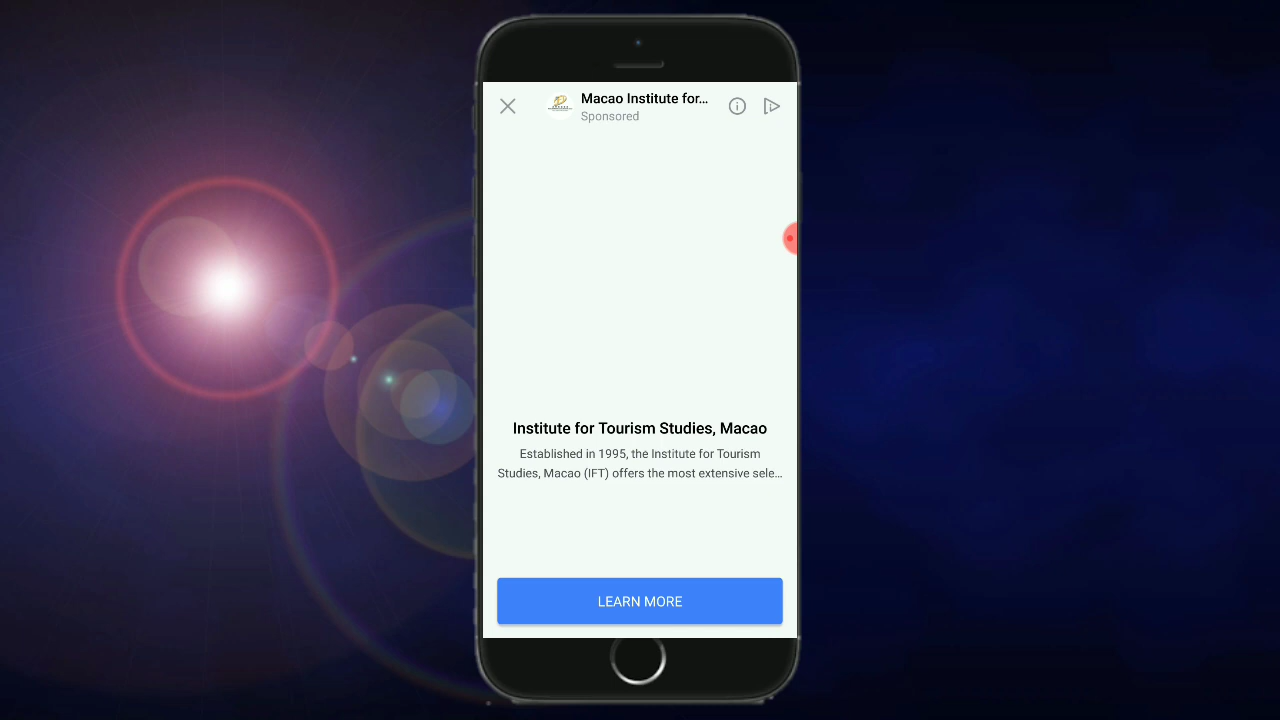 Macao Institute for...
Sponsored
Institute for Tourism Studies, Macao
Established in 1995, the Institute for Tourism
Studies, Macao (IFT) offers the most extensive sele...
LEARN MORE